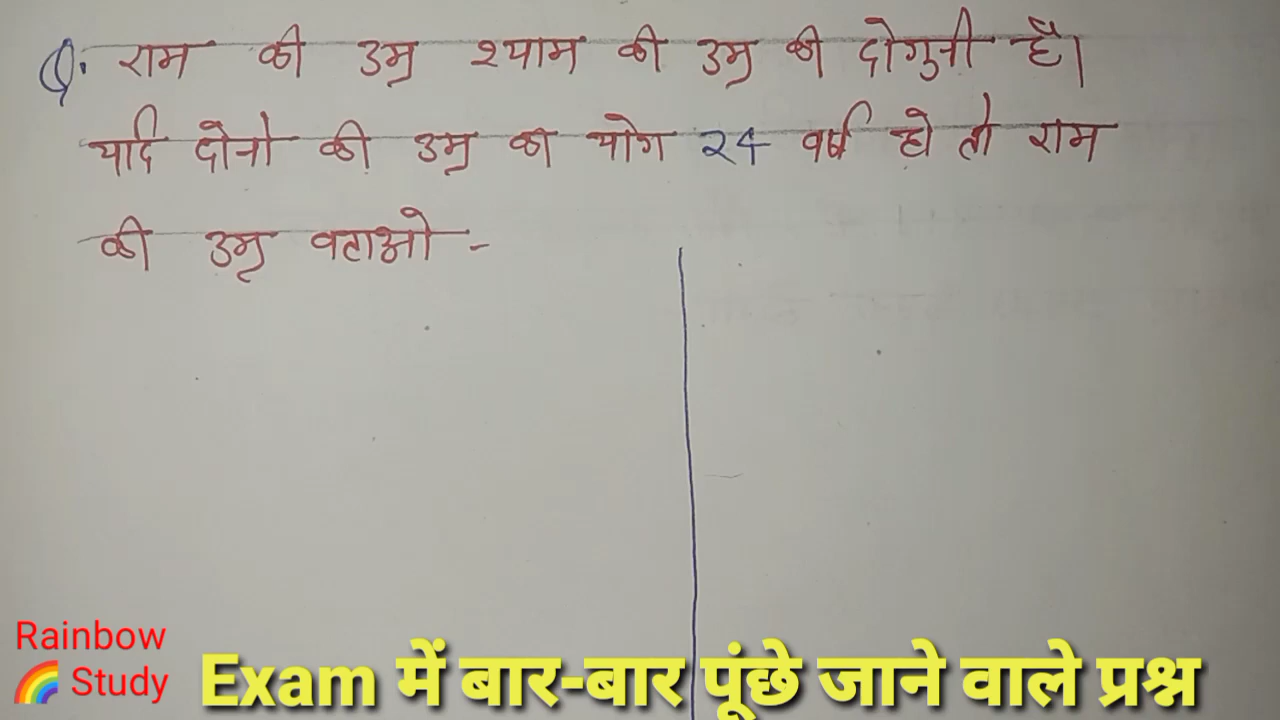 Q. राम की उम्र श्याम की उम्र की दोगुनी है।
यदि दोनो की उम्र का योग 24 वर्ष हो तो राम
की उम्र बताओ -
Rainbow
Study
Exam में बार-बार पूंछे जाने वाले प्रश्न